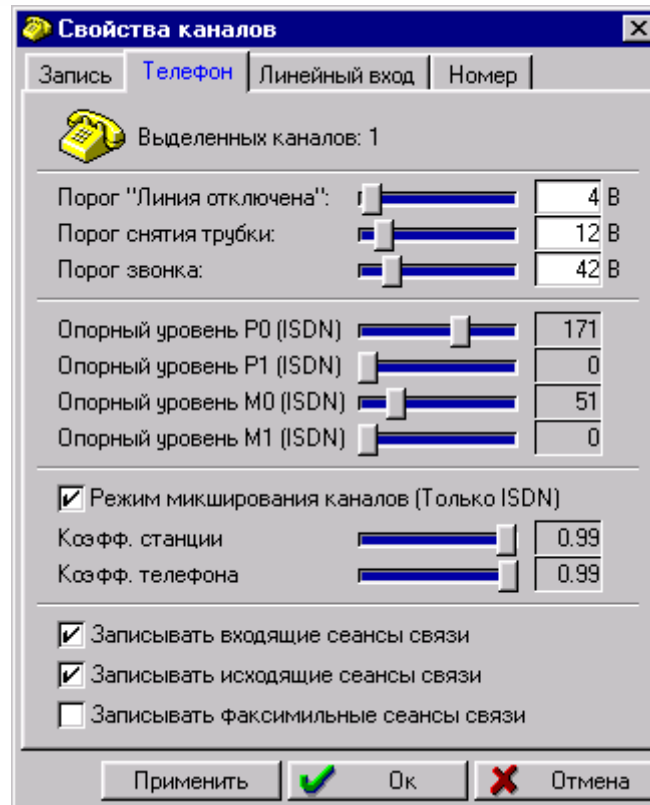 Свойства каналов
Запись Телефон Линейный вход Номер
Выделенных каналов: 1
Порог "Линия отключена": 4 В
Порог снятия трубки: 12 В
Порог звонка: 42 В
Опорный уровень P0 (ISDN) 171
Опорный уровень P1 (ISDN) 0
Опорный уровень M0 (ISDN) 51
Опорный уровень M1 (ISDN) 0
Режим микширования каналов (Только ISDN)
Коэфф. станции 0.99
Коэфф. телефона 0.99
Записывать входящие сеансы связи
Записывать исходящие сеансы связи
Записывать факсимильные сеансы связи
Применить Ок Отмена